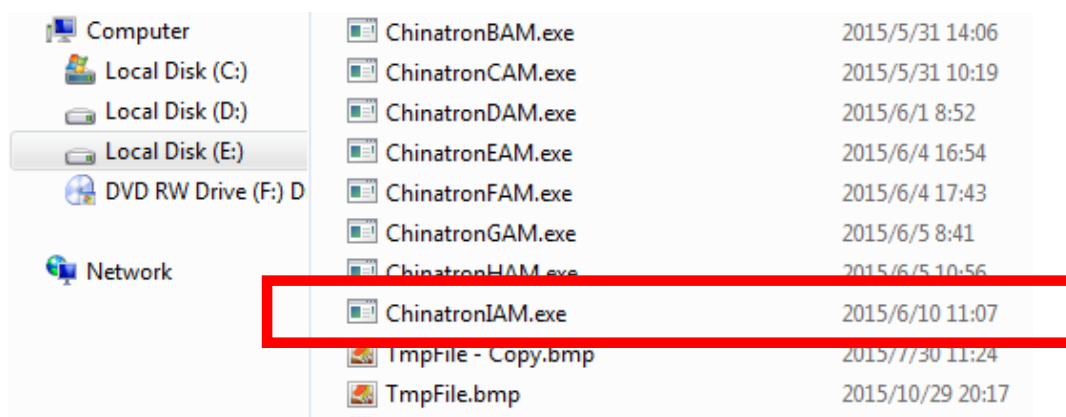 Computer
Local Disk (C:)
Local Disk (D:)
Local Disk (E:)
DVD RW Drive (F:) D
Network
ChinatronBAM.exe 2015/5/31 14:06
ChinatronCAM.exe 2015/5/31 10:19
ChinatronDAM.exe 2015/6/1 8:52
ChinatronEAM.exe 2015/6/4 16:54
ChinatronFAM.exe 2015/6/4 17:43
ChinatronGAM.exe 2015/6/5 8:41
ChinatronHAM.exe 2015/6/5 10:56
ChinatronIAM.exe 2015/6/10 11:07
TmpFile - Copy.bmp 2015/7/30 11:24
TmpFile.bmp 2015/10/29 20:17